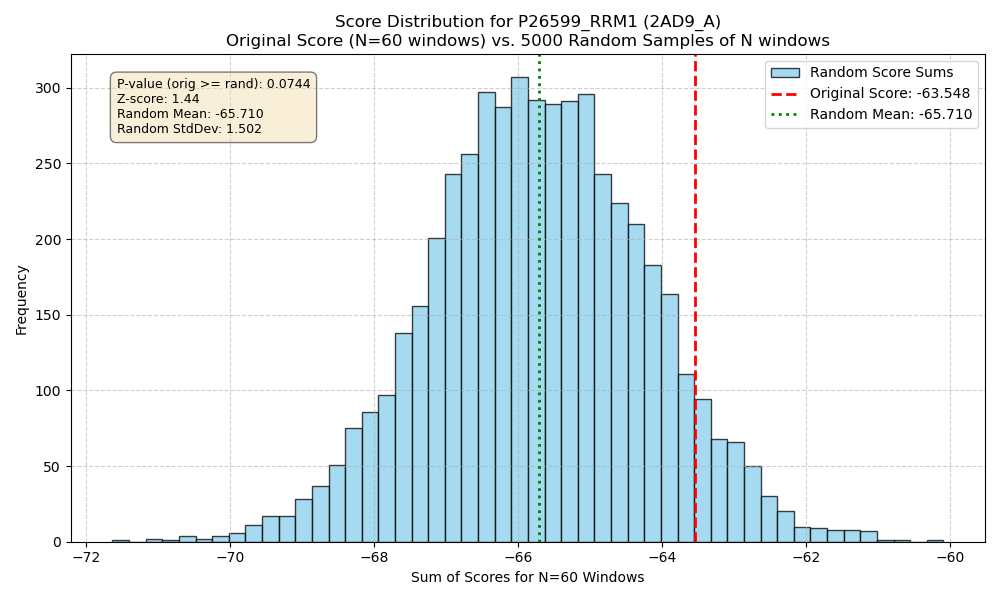 Score Distribution for P26599_RRM1 (2AD9_A)
Original Score (N=60 windows) vs. 5000 Random Samples of N windows
P-value (orig >= rand): 0.0744
Z-score: 1.44
Random Mean: -65.710
Random StdDev: 1.502
Random Score Sums
Original Score: -63.548
Random Mean: -65.710
Frequency
300
250
200
150
100
50
0
−72 −70 −68 −66 −64 −62 −60
Sum of Scores for N=60 Windows